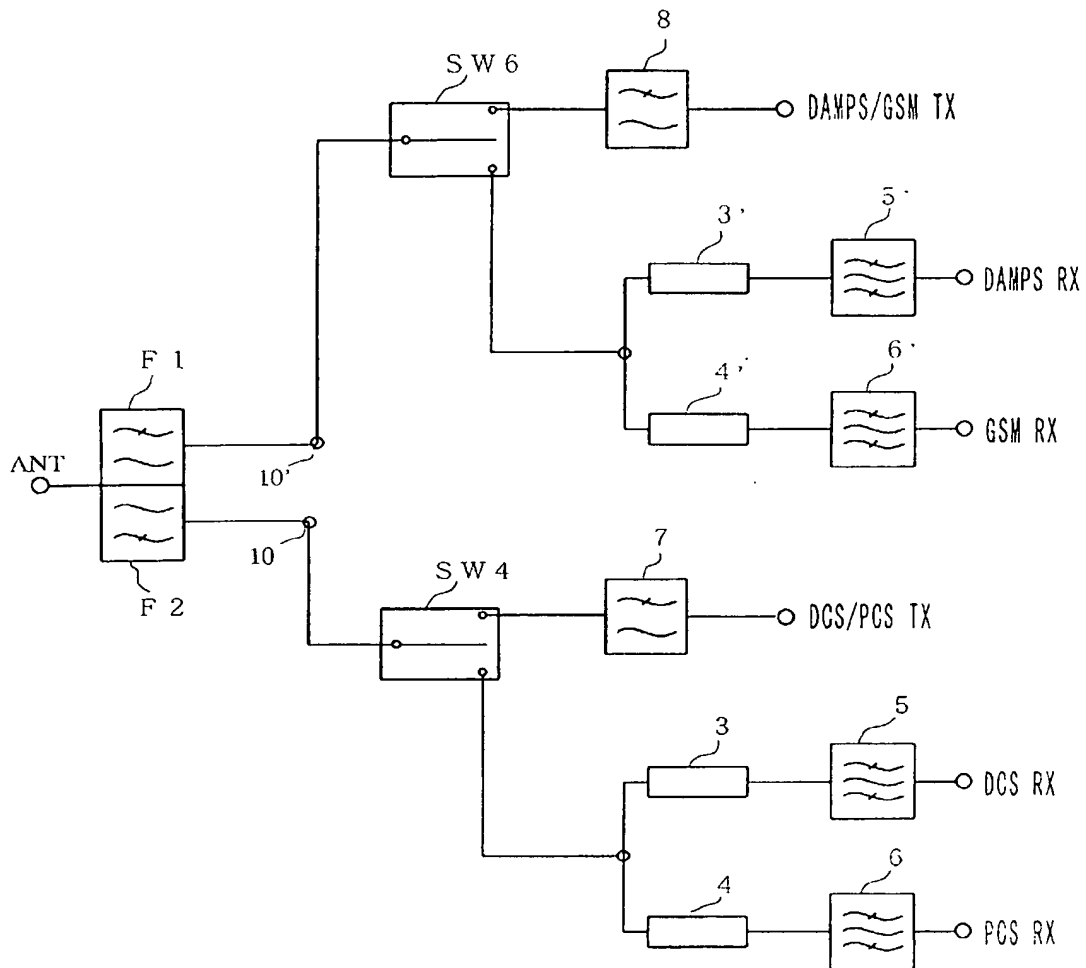 8
SW6
DAMPS/GSM TX
5'
3'
DAMPS RX
6'
F1
4'
GSM RX
ANT
10'
10
7
F2
SW4
DCS/PCS TX
5
3
DCS RX
6
4
PCS RX